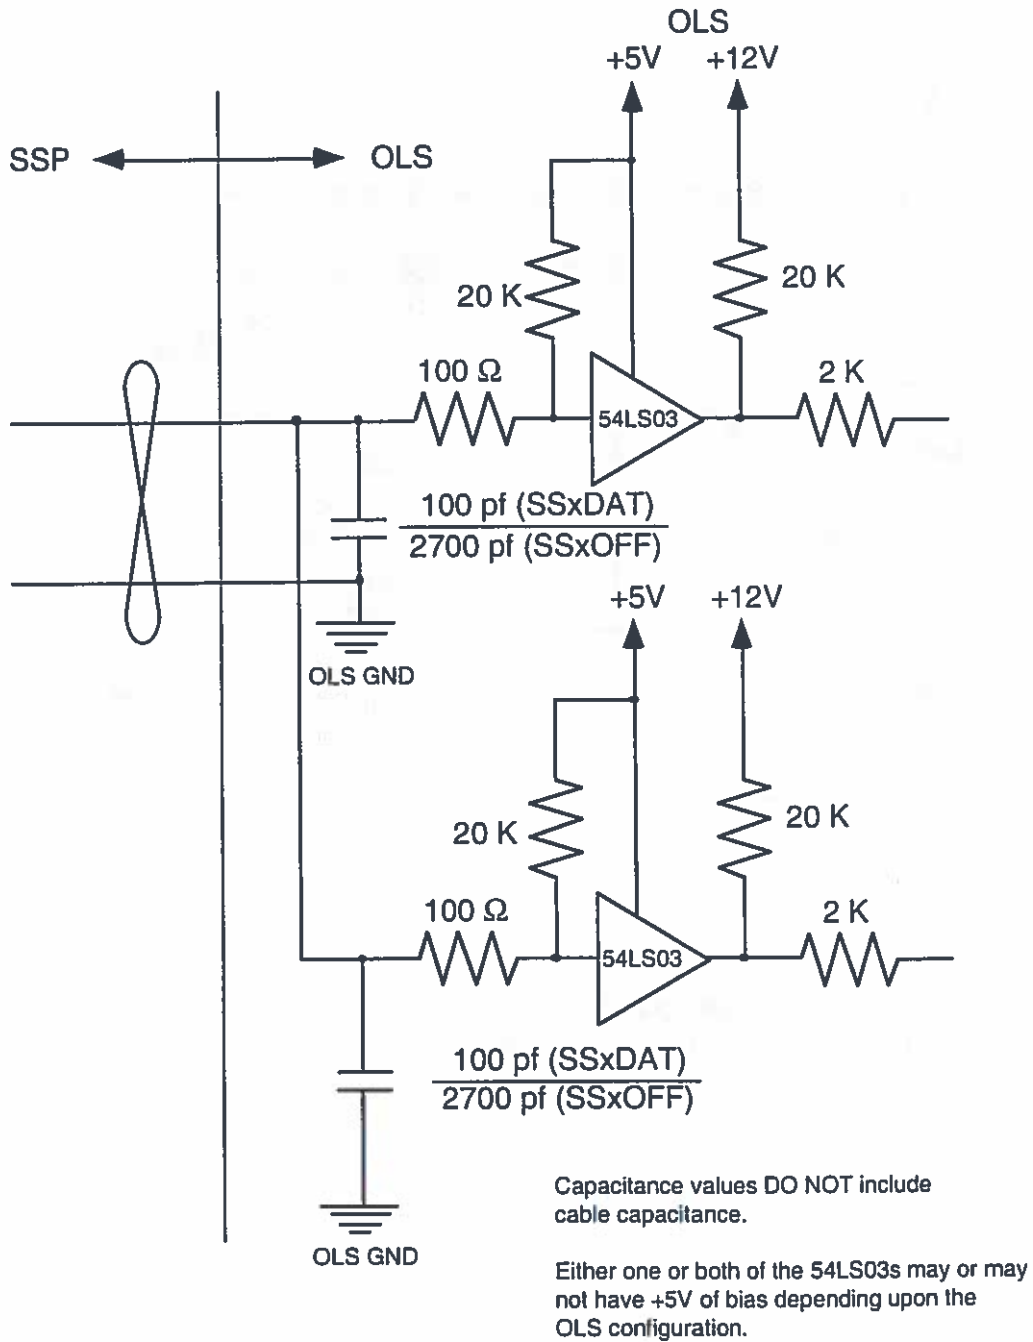 OLS
+5V +12V
SSP OLS
20 K 20 K
100 Ω 2 K
54LS03
100 pf (SSxDAT)
2700 pf (SSxOFF)
OLS GND
+5V +12V
20 K 20 K
100 Ω 2 K
54LS03
100 pf (SSxDAT)
2700 pf (SSxOFF)
OLS GND
Capacitance values DO NOT include
cable capacitance.
Either one or both of the 54LS03s may or may
not have +5V of bias depending upon the
OLS configuration.